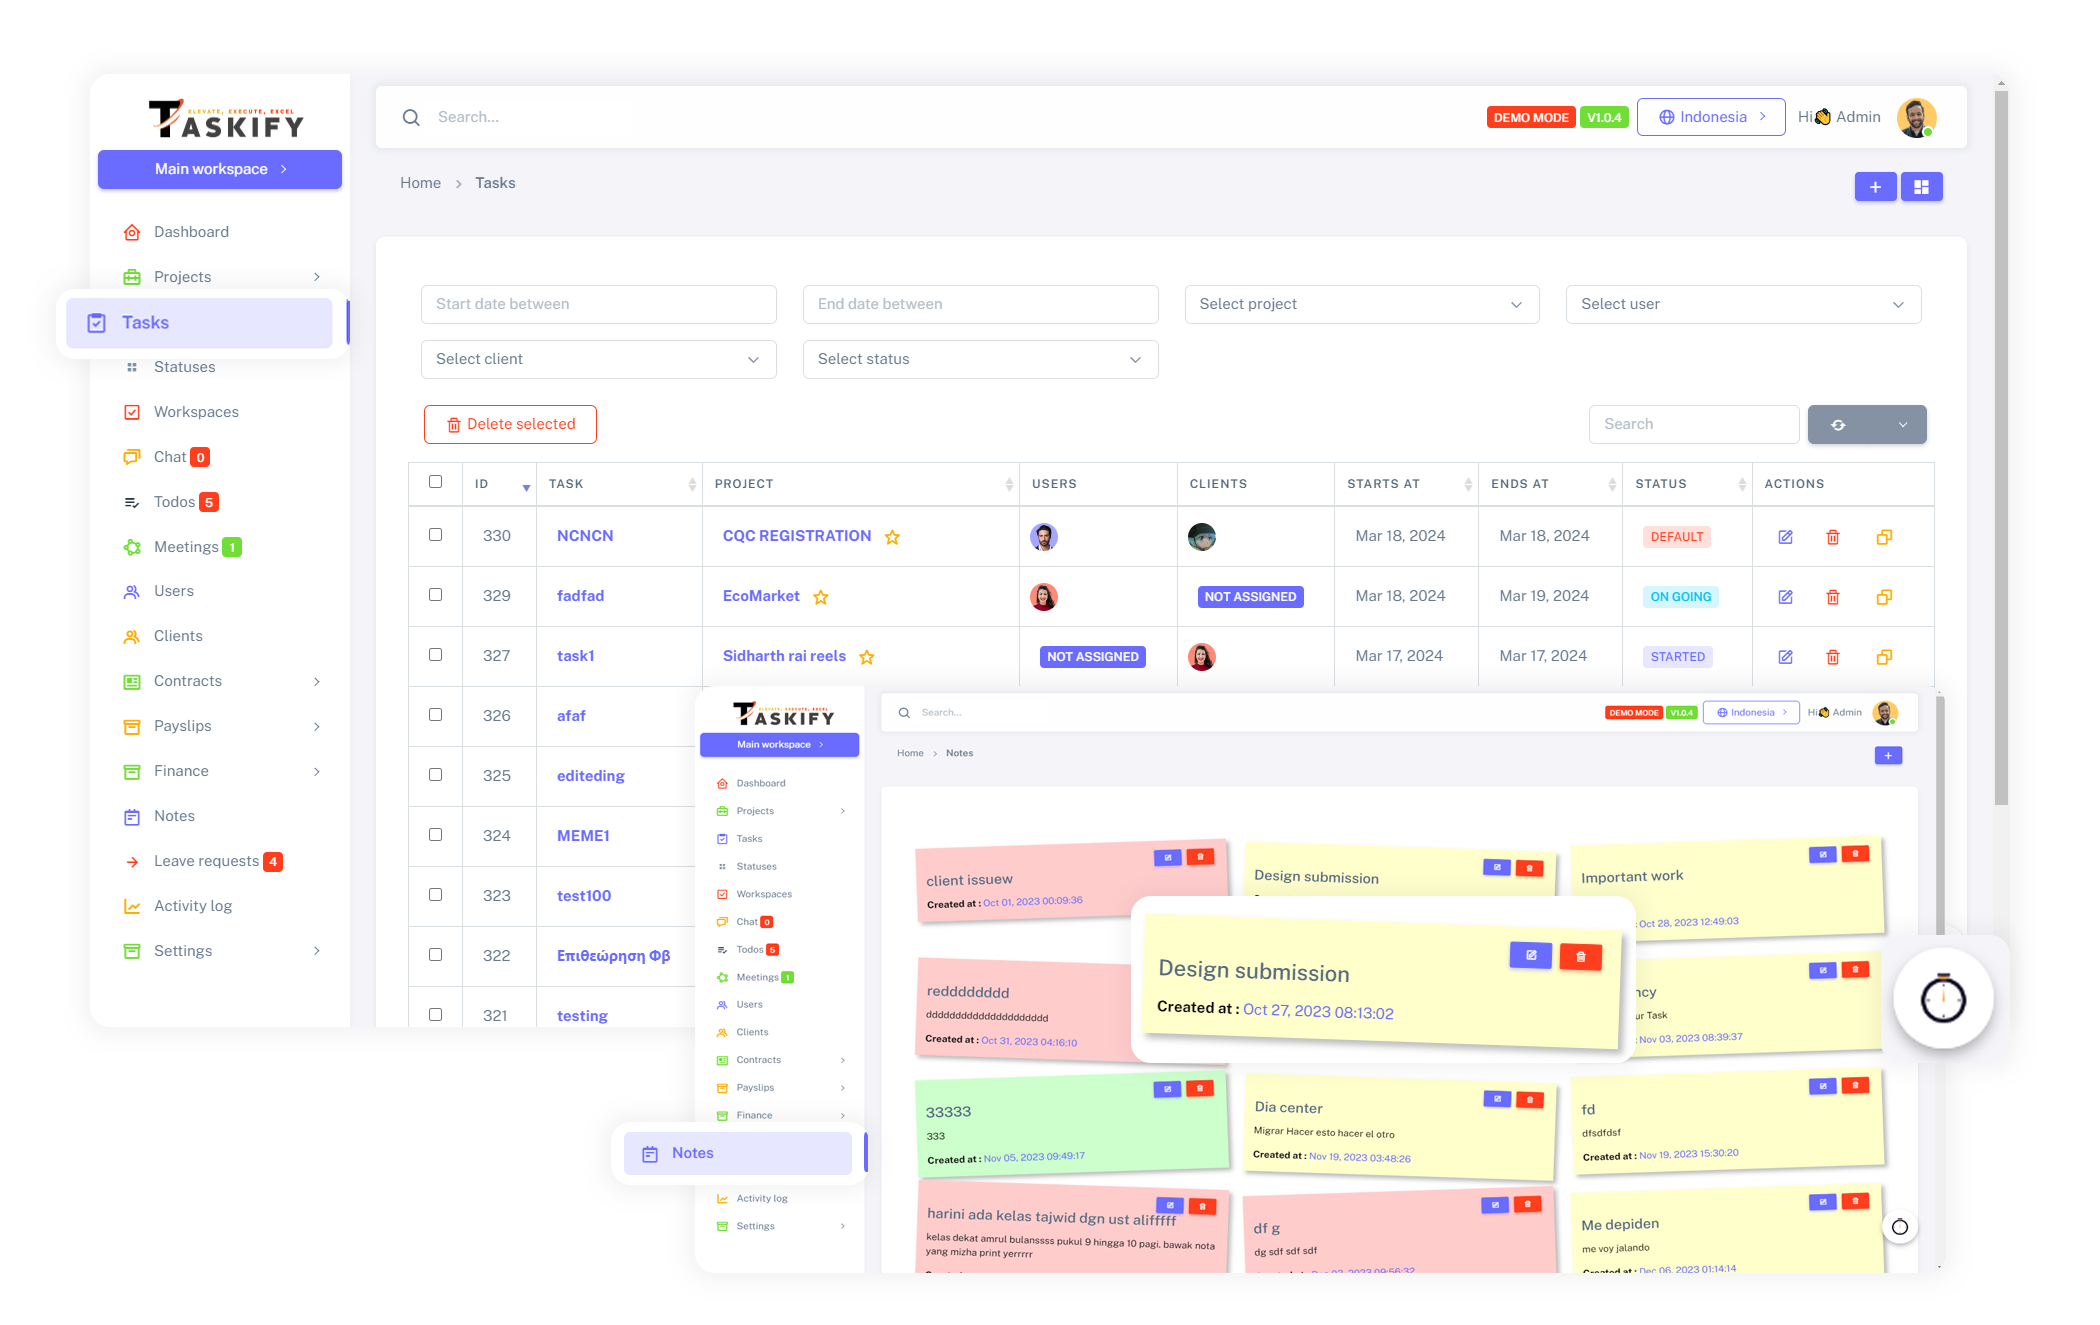 ELEVATE, EXECUTE, EXCEL
TASKIFY
Main workspace
Dashboard
Projects
Tasks
Statuses
Workspaces
Chat 0
Todos 5
Meetings 1
Users
Clients
Contracts
Payslips
Finance
Notes
Leave requests 4
Activity log
Settings
Search...
DEMO MODE V1.0.4 Indonesia Hi Admin
Home Tasks
Start date between End date between Select project Select user
Select client Select status
Delete selected Search
ID TASK PROJECT USERS CLIENTS STARTS AT ENDS AT STATUS ACTIONS
330 NCNCN CQC REGISTRATION Mar 18, 2024 Mar 18, 2024 DEFAULT
329 fadfad EcoMarket NOT ASSIGNED Mar 18, 2024 Mar 19, 2024 ON GOING
327 task1 Sidharth rai reels NOT ASSIGNED Mar 17, 2024 Mar 17, 2024 STARTED
326 afaf
325 editeding
324 MEME1
323 test100
322 Επιθεώρηση Φβ
321 testing
ELEVATE, EXECUTE, EXCEL
TASKIFY
Main workspace
Dashboard
Projects
Tasks
Statuses
Workspaces
Chat 0
Todos 5
Meetings 1
Users
Clients
Contracts
Payslips
Finance
Notes
Activity log
Settings
Search...
DEMO MODE V1.0.4 Indonesia Hi Admin
Home Notes
client issuew
Created at : Oct 01, 2023 00:09:36
Design submission
Important work
: Oct 28, 2023 12:49:03
Design submission
Created at : Oct 27, 2023 08:13:02
reddddddd
ddddddddddddddddddddd
Created at : Oct 31, 2023 04:16:10
ncy
ur Task
: Nov 03, 2023 08:39:37
33333
333
Created at : Nov 05, 2023 09:49:17
Dia center
Migrar Hacer esto hacer el otro
Created at : Nov 19, 2023 03:48:26
fd
dfsdfdsf
Created at : Nov 19, 2023 15:30:20
harini ada kelas tajwid dgn ust alifffff
kelas dekat amrul bulanssss pukul 9 hingga 10 pagi. bawak nota
yang mizha print yerrrrr
df g
dg sdf sdf sdf
Me depiden
me voy jalando
Created at : Dec 06, 2023 01:14:14